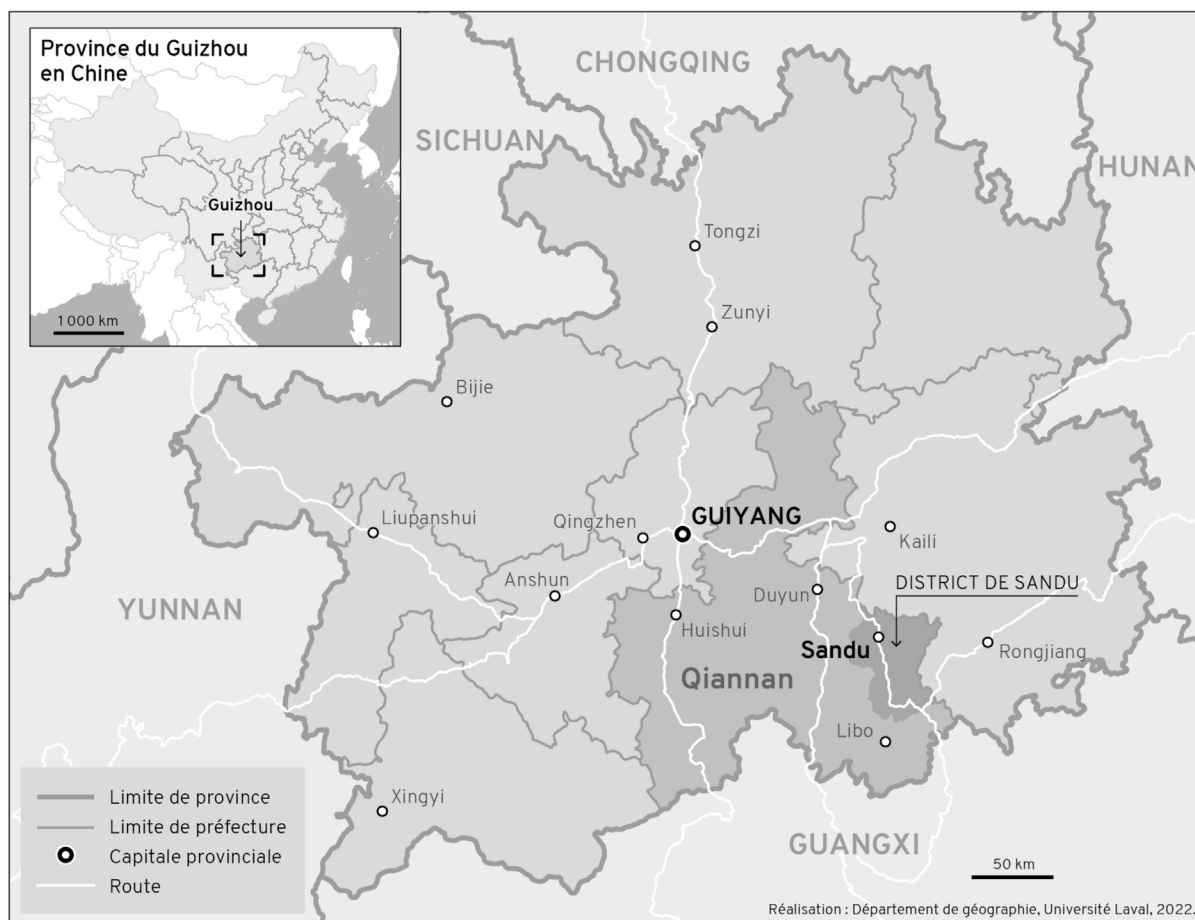 Province du Guizhou
en Chine
Guizhou
1 000 km
CHONGQING
SICHUAN
HUNAN
Tongzi
Zunyi
Bijie
Liupanshui
Qingzhen
GUIYANG
Kaili
Anshun
Duyun
DISTRICT DE SANDU
YUNNAN
Huishui
Sandu
Rongjiang
Qiannan
Libo
Xingyi
GUANGXI
Limite de province
Limite de préfecture
Capitale provinciale
Route
50 km
Réalisation : Département de géographie, Université Laval, 2022.